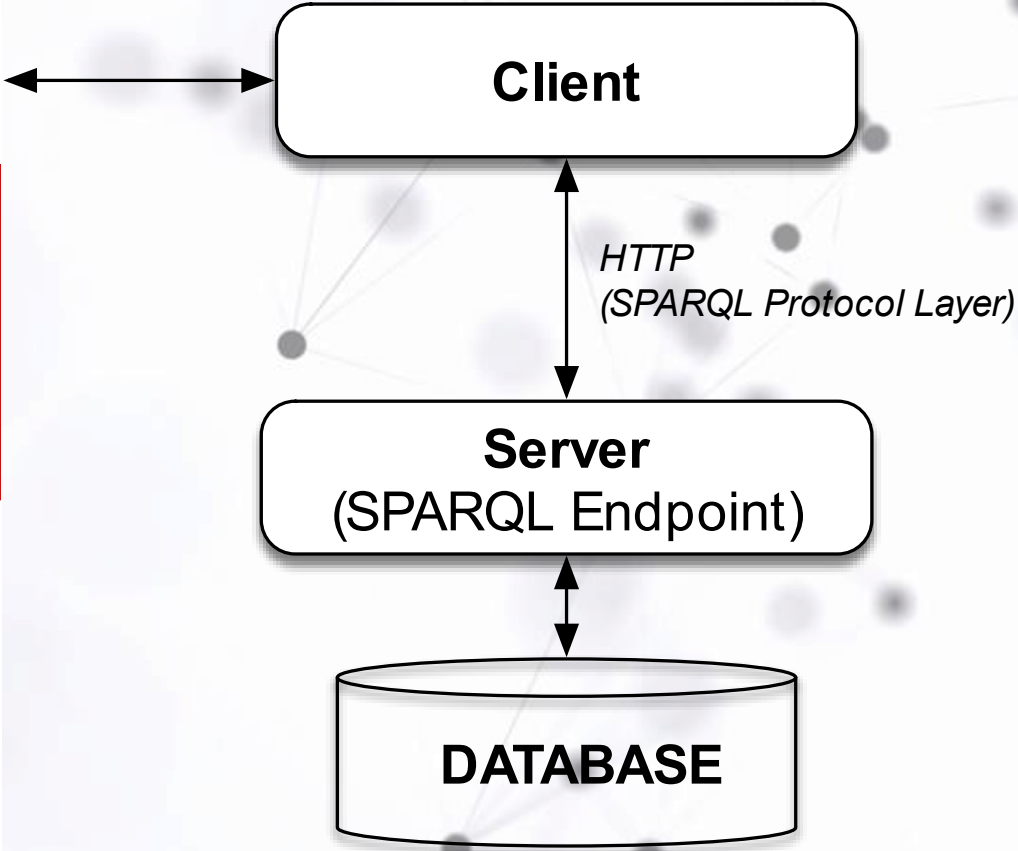 Client
HTTP
(SPARQL Protocol Layer)
Server
(SPARQL Endpoint)
DATABASE